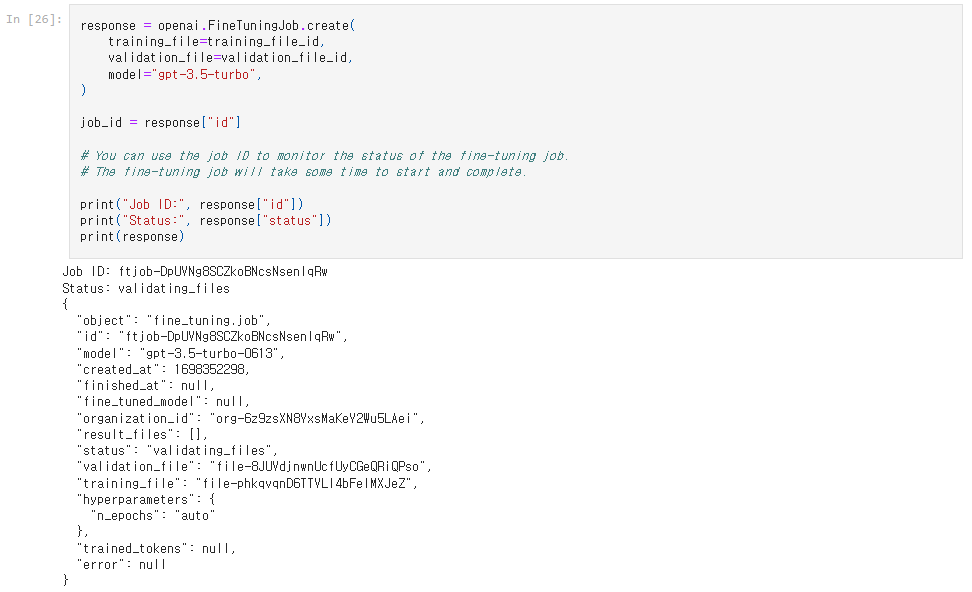 In [26]:
response = openai.FineTuningJob.create(
    training_file=training_file_id,
    validation_file=validation_file_id,
    model="gpt-3.5-turbo",
)

job_id = response["id"]

# You can use the job ID to monitor the status of the fine-tuning job.
# The fine-tuning job will take some time to start and complete.

print("Job ID:", response["id"])
print("Status:", response["status"])
print(response)
Job ID: ftjob-DpUVNg8SCZkoBNcsNsenIqRw
Status: validating_files
{
  "object": "fine_tuning.job",
  "id": "ftjob-DpUVNg8SCZkoBNcsNsenIqRw",
  "model": "gpt-3.5-turbo-0613",
  "created_at": 1698352298,
  "finished_at": null,
  "fine_tuned_model": null,
  "organization_id": "org-6z9zsXN8YxsMaKeY2Wu5LAei",
  "result_files": [],
  "status": "validating_files",
  "validation_file": "file-8JUVdjnwnUcfUyCGeQRiQPso",
  "training_file": "file-phkqvqnD6TTVLI4bFeIMXJeZ",
  "hyperparameters": {
    "n_epochs": "auto"
  },
  "trained_tokens": null,
  "error": null
}